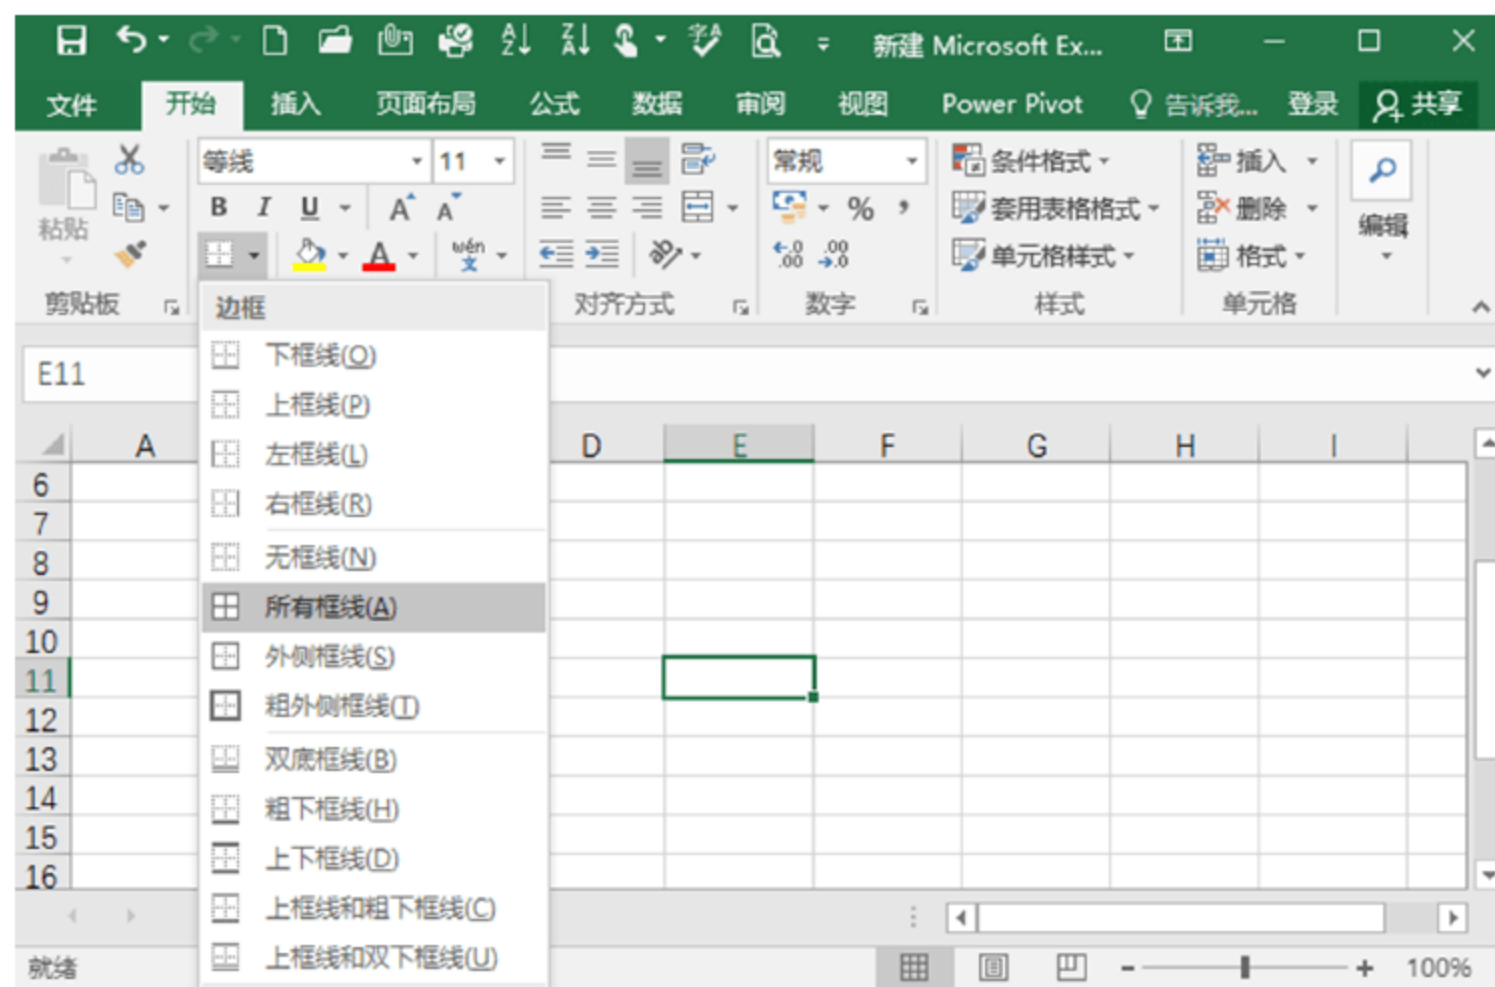 新建 Microsoft Ex...
文件 开始 插入 页面布局 公式 数据 审阅 视图 Power Pivot 告诉我... 登录 共享
粘贴 等线 11 常规 条件格式 插入
B I U A A % , 套用表格格式 删除 编辑
A wén 文 .00 .0 .00 .0 单元格样式 格式
剪贴板 对齐方式 数字 样式 单元格
边框
E11
下框线(O)
上框线(P)
左框线(L)
右框线(R)
无框线(N)
所有框线(A)
外侧框线(S)
粗外侧框线(T)
双底框线(B)
粗下框线(H)
上下框线(D)
上框线和粗下框线(C)
上框线和双下框线(U)
A D E F G H I
6
7
8
9
10
11
12
13
14
15
16
就绪 100%